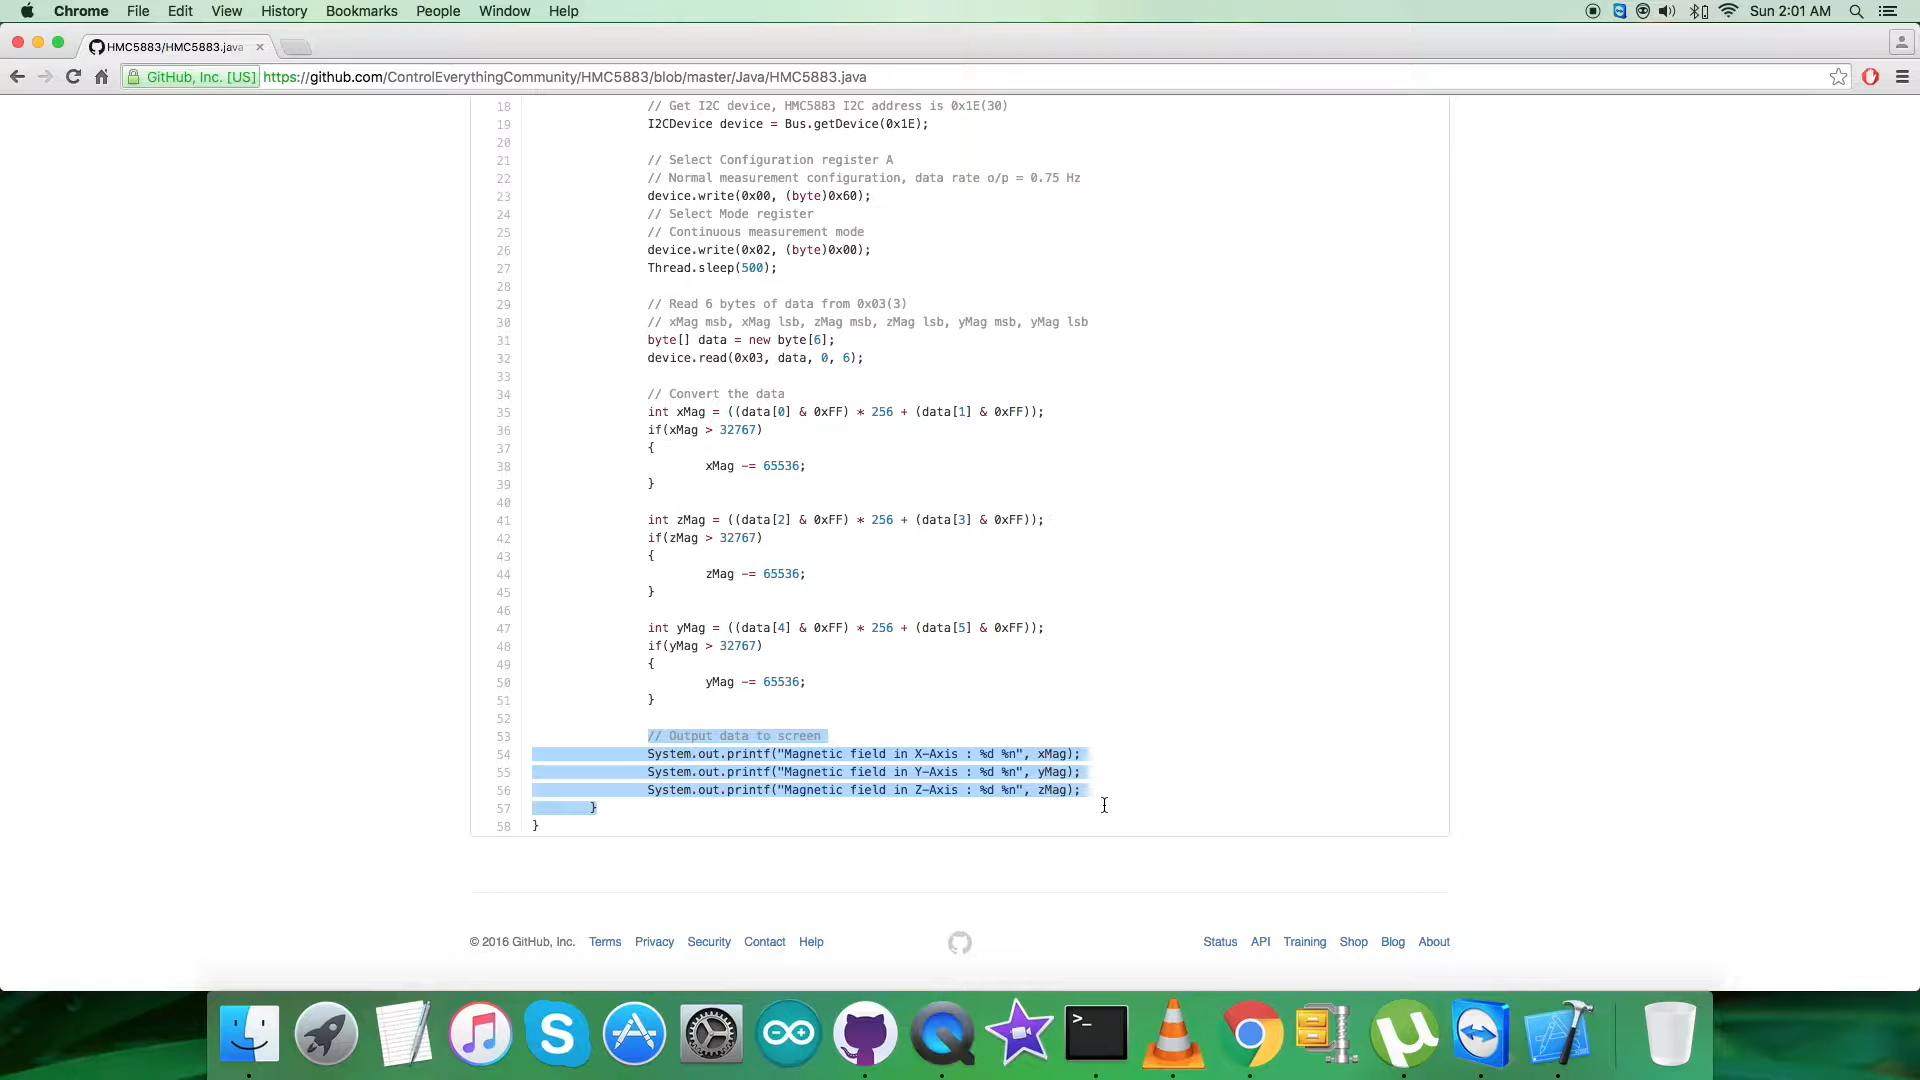 Chrome File Edit View History Bookmarks People Window Help Sun 2:01 AM
HMC5883/HMC5883.java
GitHub, Inc. [US] https://github.com/ControlEverythingCommunity/HMC5883/blob/master/Java/HMC5883.java
18 // Get I2C device, HMC5883 I2C address is 0x1E(30)
19 I2CDevice device = Bus.getDevice(0x1E);
20
21 // Select Configuration register A
22 // Normal measurement configuration, data rate o/p = 0.75 Hz
23 device.write(0x00, (byte)0x60);
24 // Select Mode register
25 // Continuous measurement mode
26 device.write(0x02, (byte)0x00);
27 Thread.sleep(500);
28
29 // Read 6 bytes of data from 0x03(3)
30 // xMag msb, xMag lsb, zMag msb, zMag lsb, yMag msb, yMag lsb
31 byte[] data = new byte[6];
32 device.read(0x03, data, 0, 6);
33
34 // Convert the data
35 int xMag = ((data[0] & 0xFF) * 256 + (data[1] & 0xFF));
36 if(xMag > 32767)
37 {
38 xMag -= 65536;
39 }
40
41 int zMag = ((data[2] & 0xFF) * 256 + (data[3] & 0xFF));
42 if(zMag > 32767)
43 {
44 zMag -= 65536;
45 }
46
47 int yMag = ((data[4] & 0xFF) * 256 + (data[5] & 0xFF));
48 if(yMag > 32767)
49 {
50 yMag -= 65536;
51 }
52
53 // Output data to screen
54 System.out.printf("Magnetic field in X-Axis : %d %n", xMag);
55 System.out.printf("Magnetic field in Y-Axis : %d %n", yMag);
56 System.out.printf("Magnetic field in Z-Axis : %d %n", zMag);
57 }
58 }
© 2016 GitHub, Inc. Terms Privacy Security Contact Help Status API Training Shop Blog About